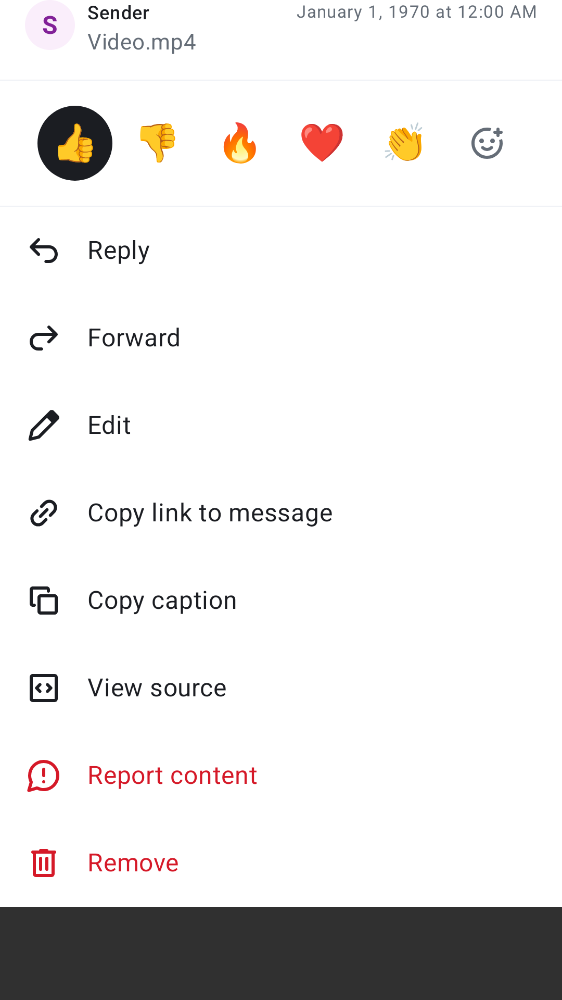 S
Sender
January 1, 1970 at 12:00 AM
Video.mp4
Reply
Forward
Edit
Copy link to message
Copy caption
View source
Report content
Remove